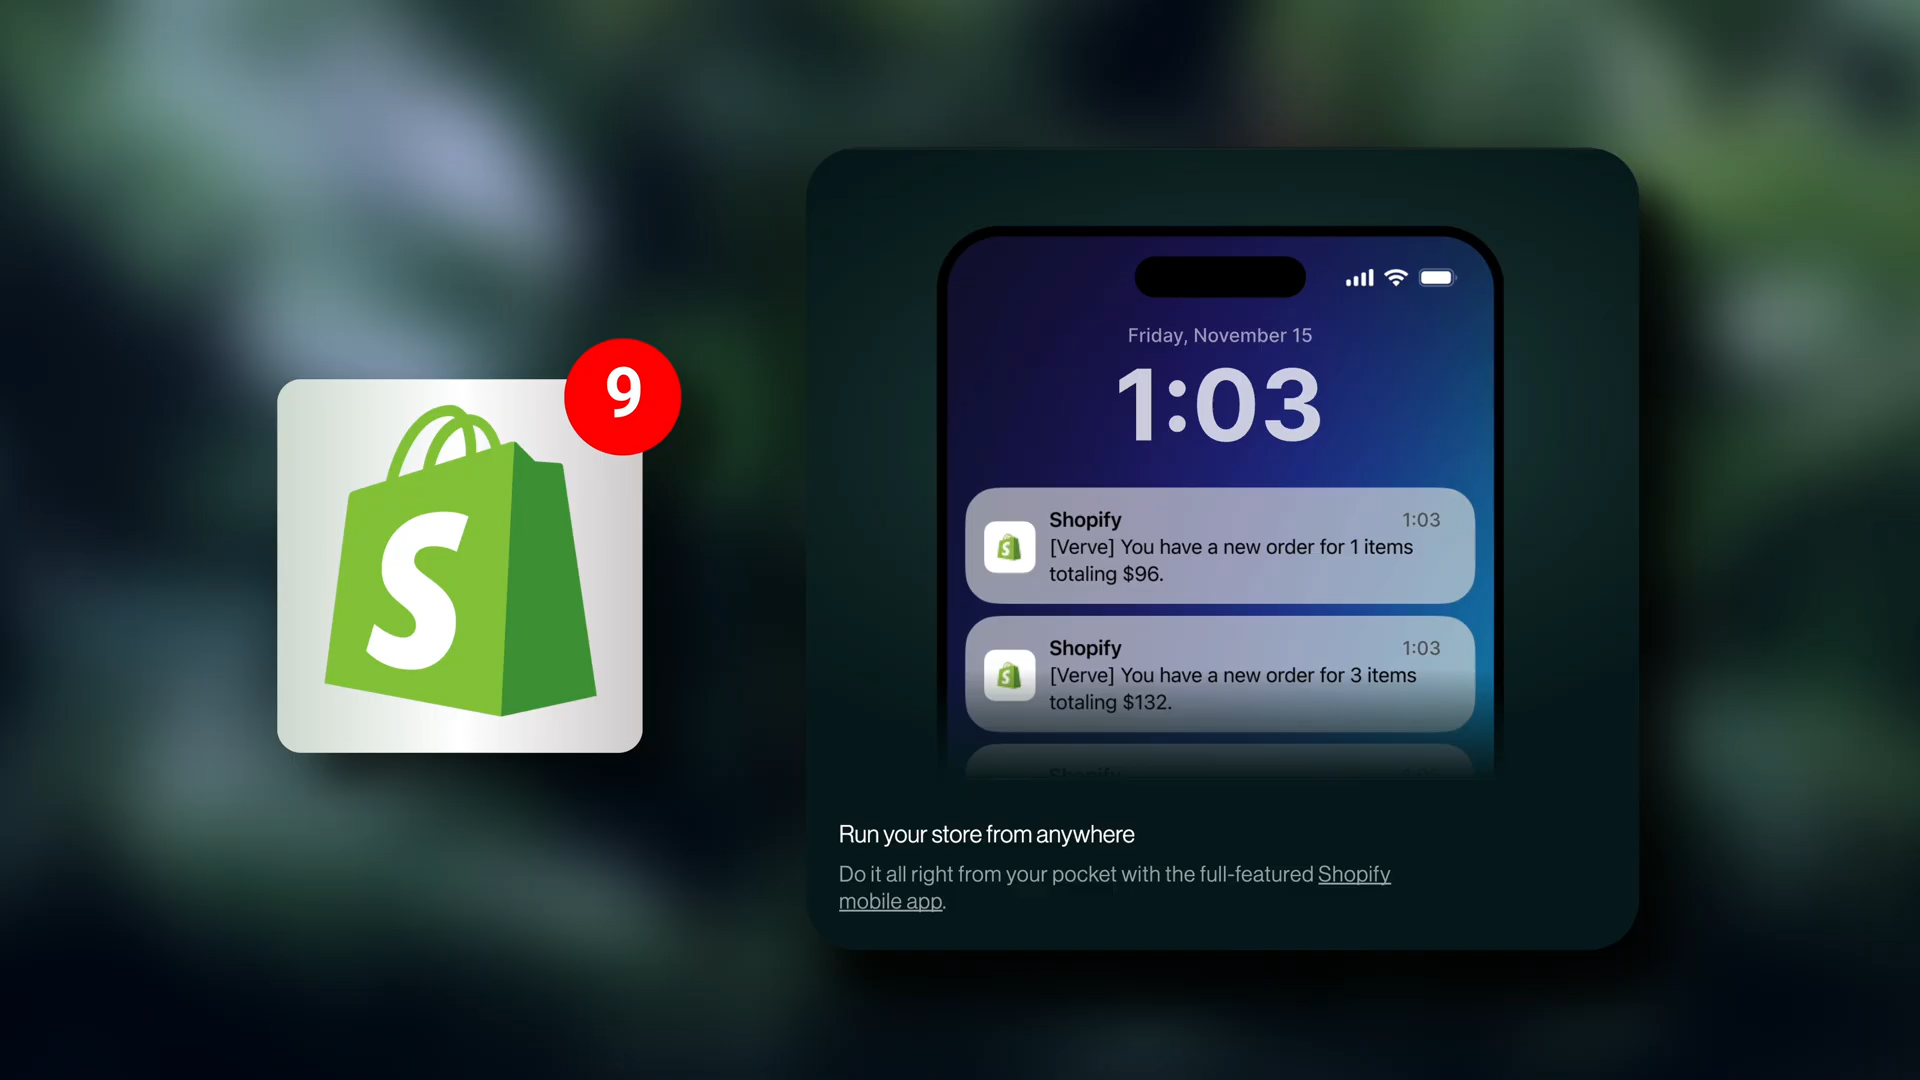 9
S
Friday, November 15
1:03
Shopify 1:03
[Verve] You have a new order for 1 items
totaling $96.
Shopify 1:03
[Verve] You have a new order for 3 items
totaling $132.
Shopify
Run your store from anywhere
Do it all right from your pocket with the full-featured Shopify
mobile app.